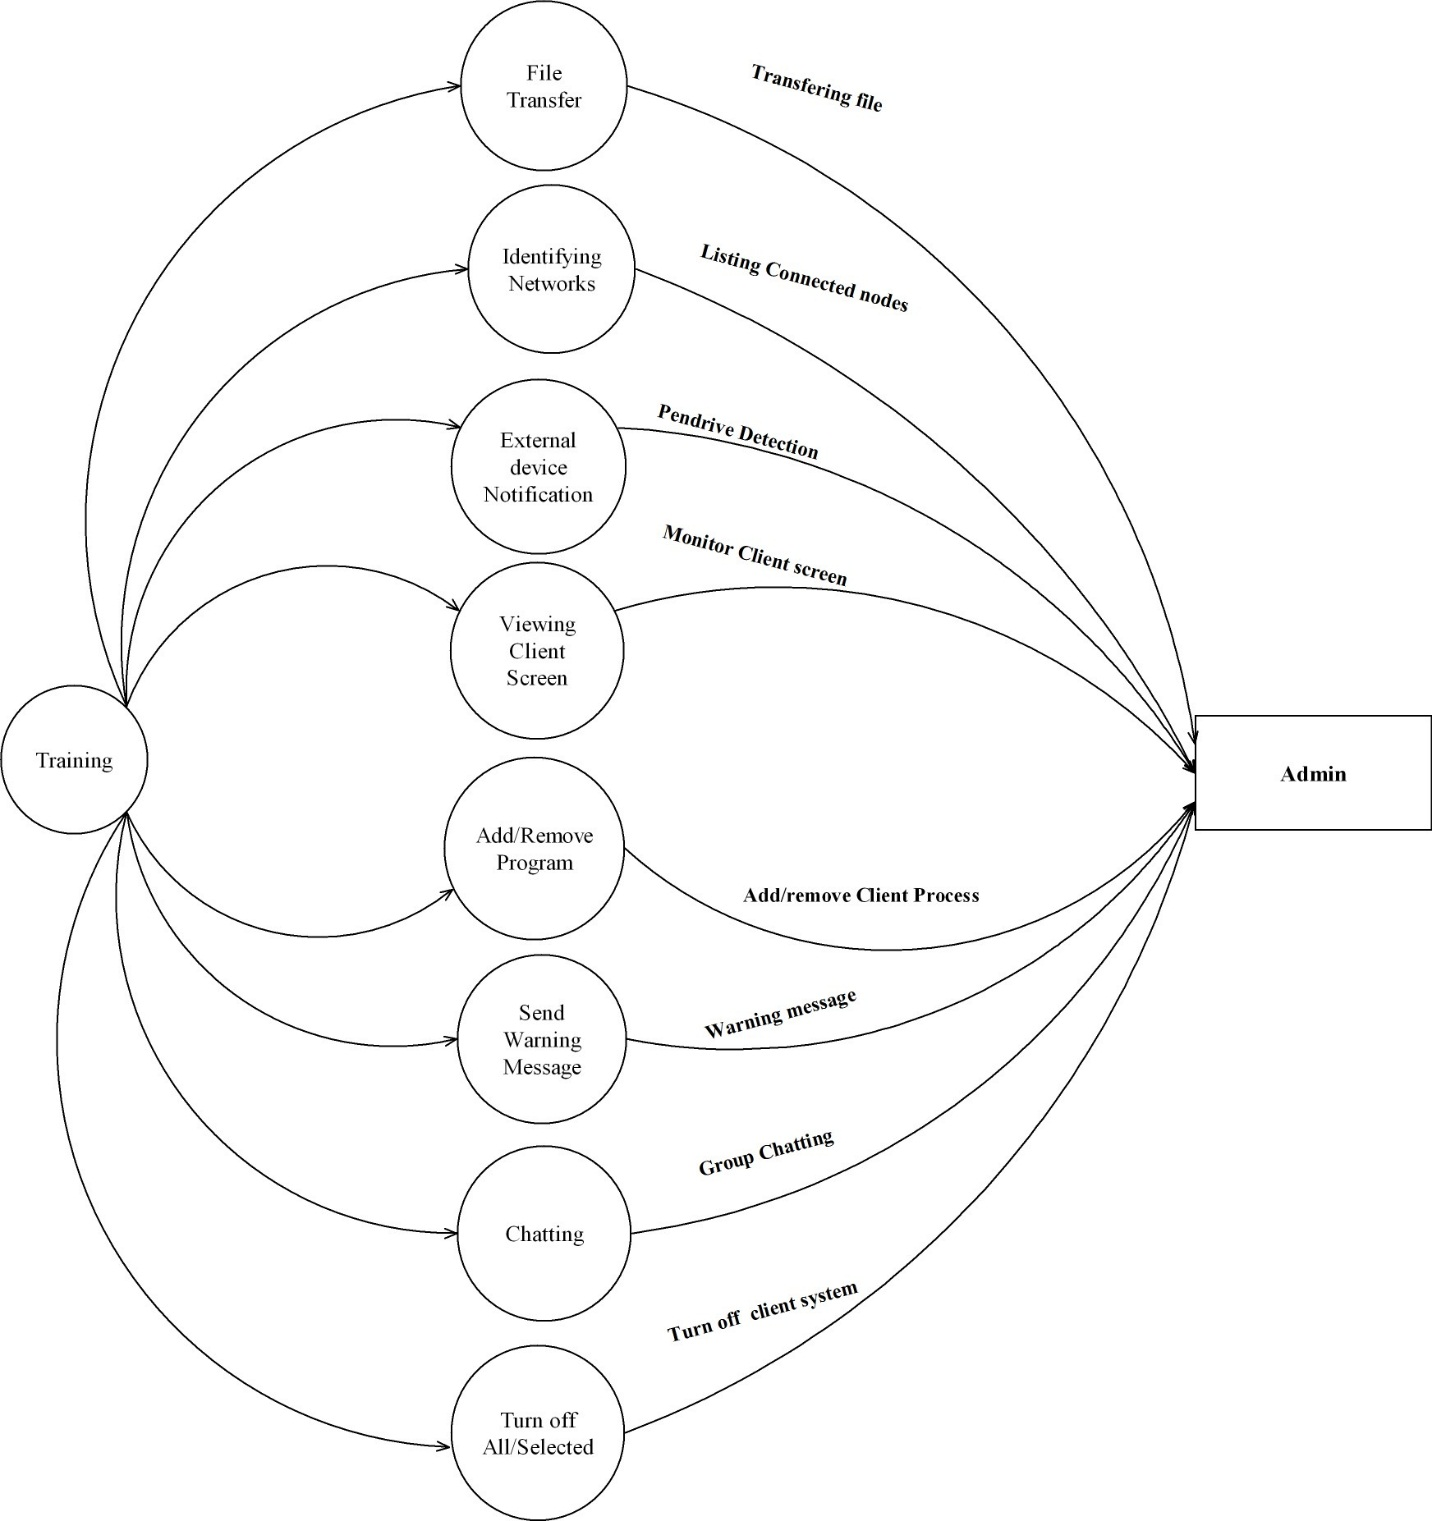 File
Transfer
Transfering file
Identifying
Networks
Listing Connected nodes
External
device
Notification
Pendrive Detection
Viewing
Client
Screen
Monitor Client screen
Training
Admin
Add/Remove
Program
Add/remove Client Process
Send
Warning
Message
Warning message
Chatting
Group Chatting
Turn off
All/Selected
Turn off  client system